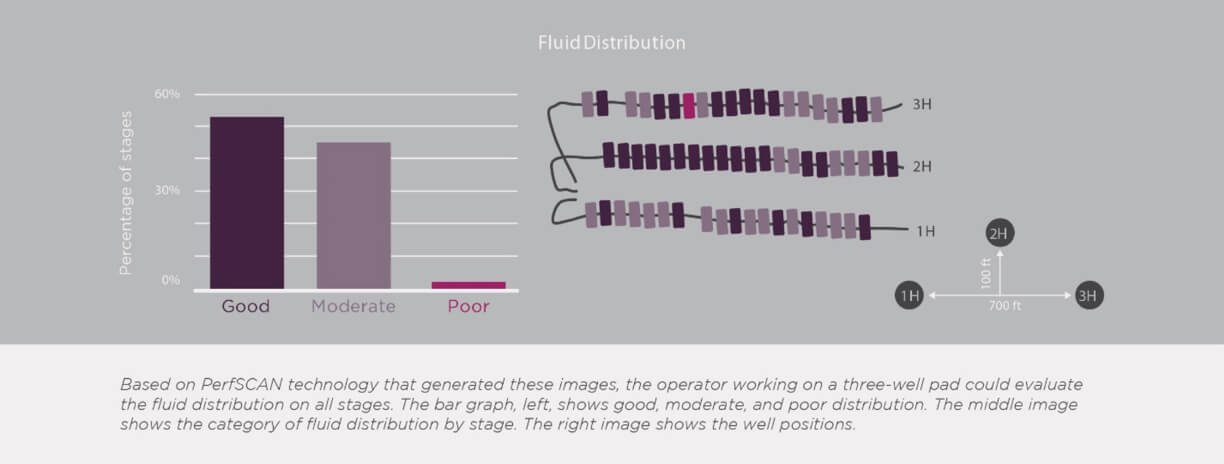 Fluid Distribution
Percentage of stages
60%
30%
0%
Good
Moderate
Poor
3H
2H
1H
2H
100 ft
1H
3H
700 ft
Based on PerfSCAN technology that generated these images, the operator working on a three-well pad could evaluate
the fluid distribution on all stages. The bar graph, left, shows good, moderate, and poor distribution. The middle image
shows the category of fluid distribution by stage. The right image shows the well positions.